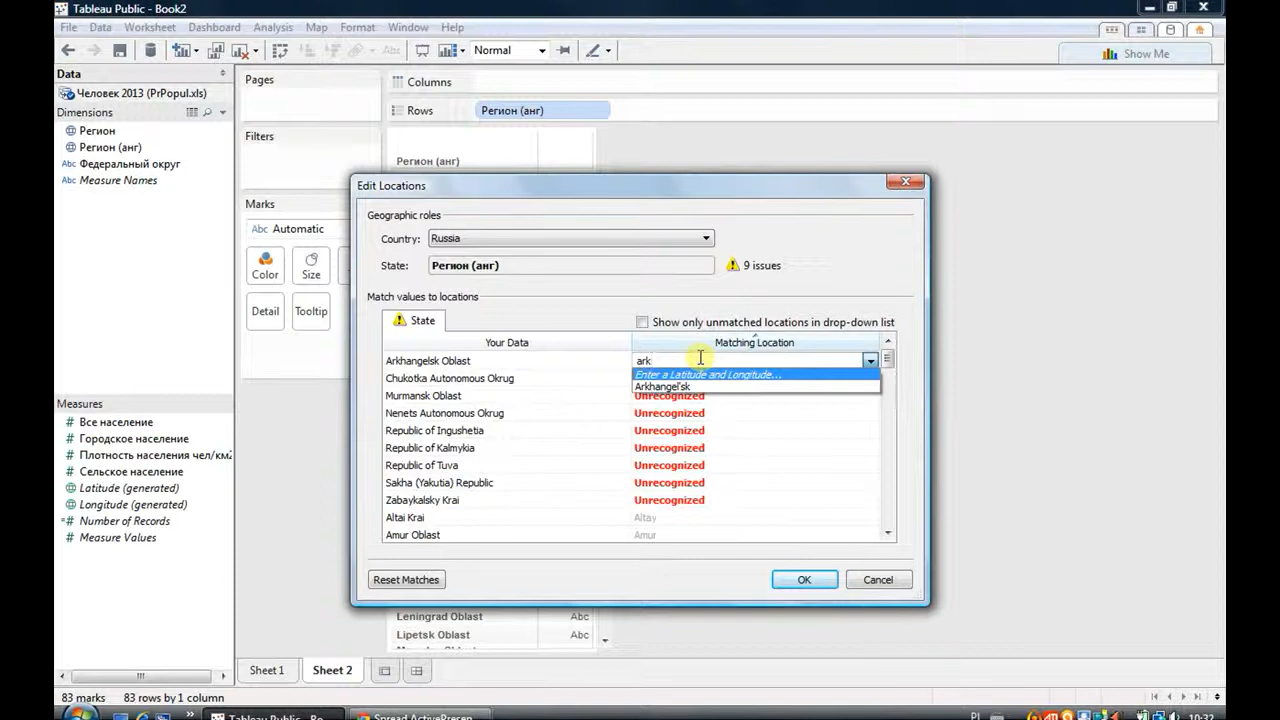 Tableau Public - Book2
File Data Worksheet Dashboard Analysis Map Format Window Help
Abc Normal Show Me
Data
Человек 2013 (PrPopul.xls)
Dimensions
Регион
Регион (анг)
Abc Федеральный округ
Abc Measure Names
Measures
# Все население
# Городское население
# Плотность населения чел/км2
# Сельское население
Latitude (generated)
Longitude (generated)
=# Number of Records
# Measure Values
Pages
Filters
Marks
Abc Automatic
Color Size
Detail Tooltip
Columns
Rows Регион (анг)
Регион (анг)
Edit Locations
Geographic roles
Country: Russia
State: Регион (анг) 9 issues
Match values to locations
State
Show only unmatched locations in drop-down list
Your Data Matching Location
Arkhangelsk Oblast ark
Enter a Latitude and Longitude...
Chukotka Autonomous Okrug Arkhangel'sk
Murmansk Oblast Unrecognized
Nenets Autonomous Okrug Unrecognized
Republic of Ingushetia Unrecognized
Republic of Kalmykia Unrecognized
Republic of Tuva Unrecognized
Sakha (Yakutia) Republic Unrecognized
Zabaykalsky Krai Unrecognized
Altai Krai Altay
Amur Oblast Amur
Reset Matches OK Cancel
Leningrad Oblast Abc
Lipetsk Oblast Abc
Sheet 1 Sheet 2
83 marks 83 rows by 1 column
Tableau Public - Bo... Spread ActivePresen... PL 10:32